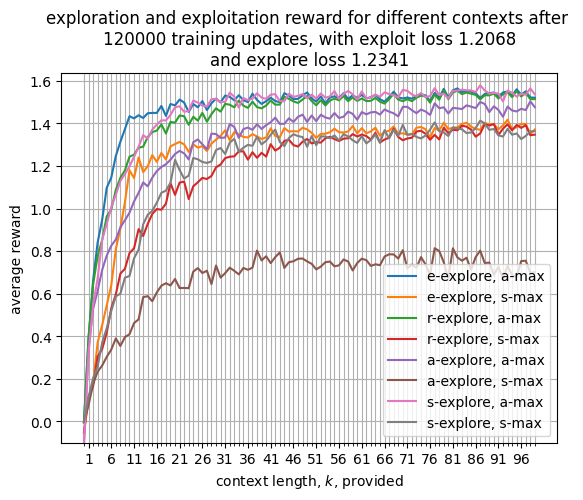 exploration and exploitation reward for different contexts after
120000 training updates, with exploit loss 1.2068
and explore loss 1.2341
1.6
1.4
1.2
1.0
0.8
0.6
0.4
0.2
0.0
average reward
e-explore, a-max
e-explore, s-max
r-explore, a-max
r-explore, s-max
a-explore, a-max
a-explore, s-max
s-explore, a-max
s-explore, s-max
1 6 11 16 21 26 31 36 41 46 51 56 61 66 71 76 81 86 91 96
context length, k, provided